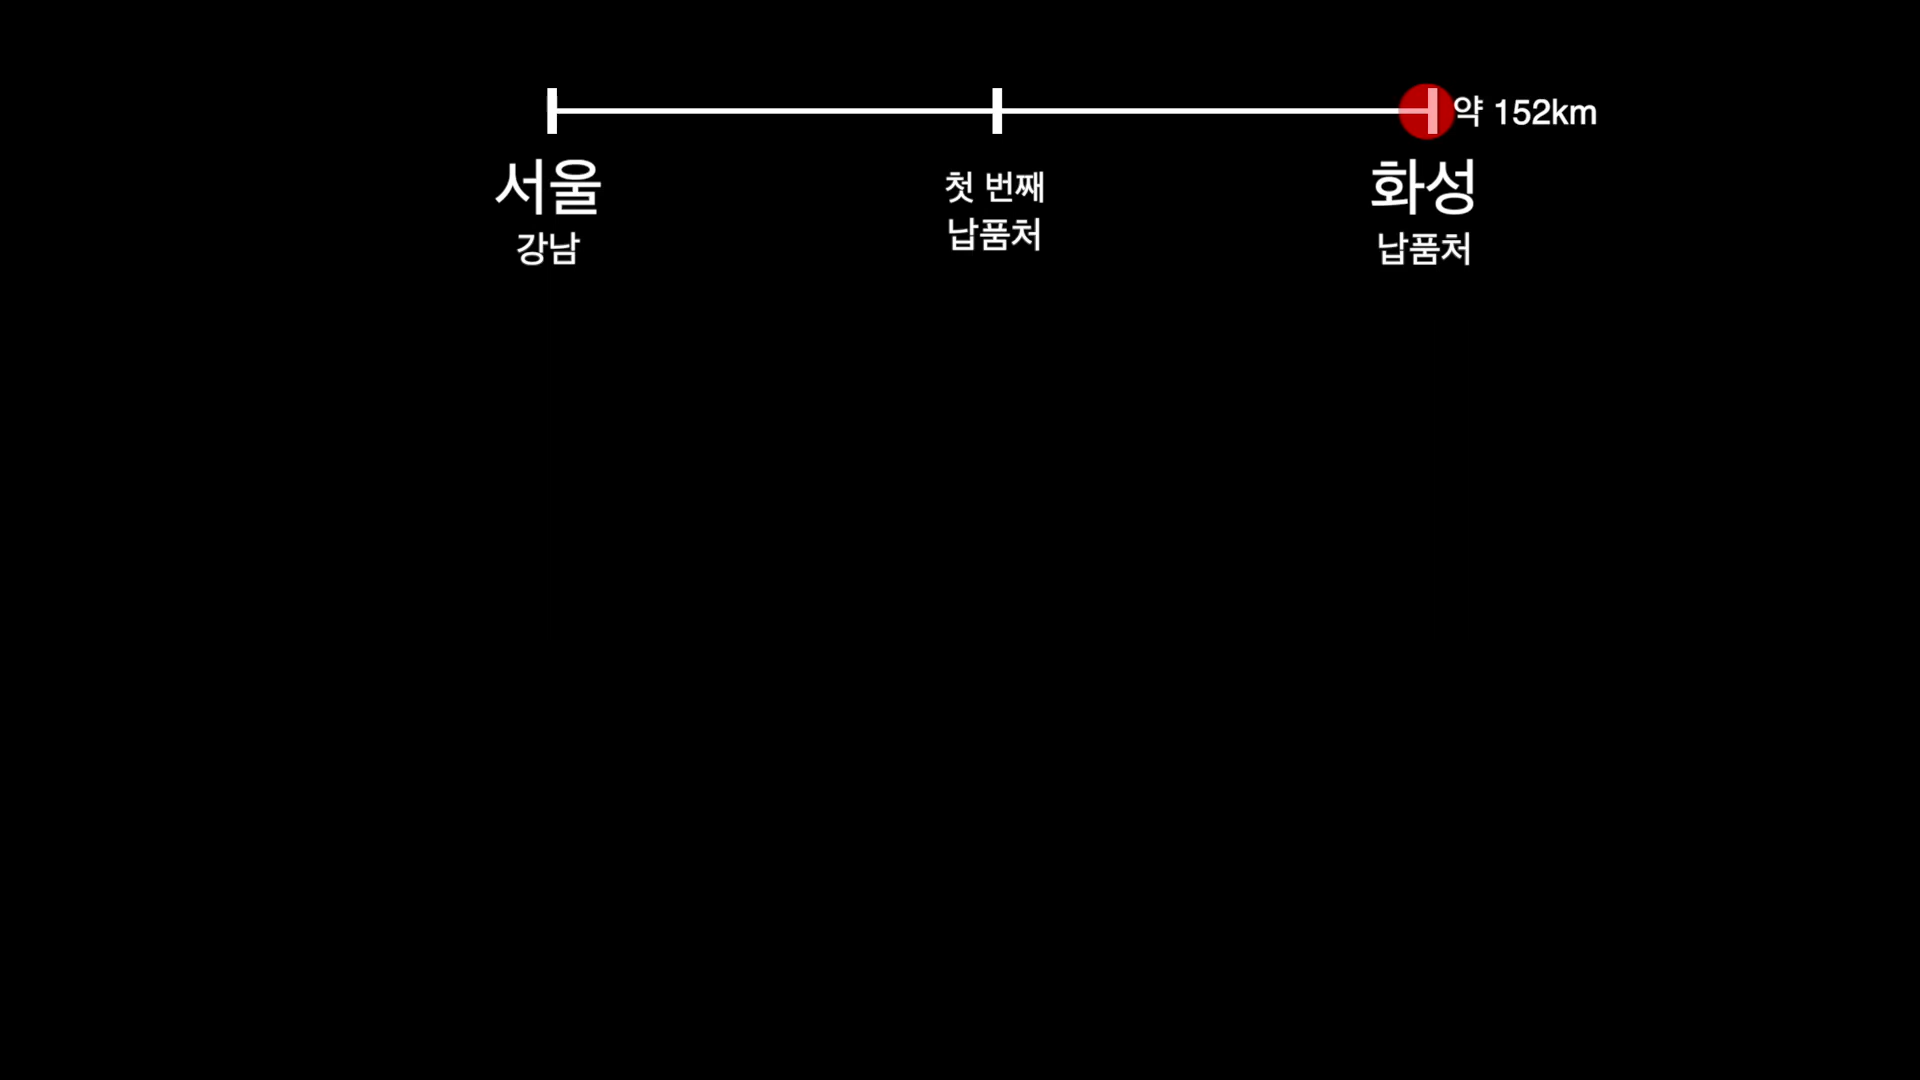 약 152km
서울
강남
첫 번째
납품처
화성
납품처